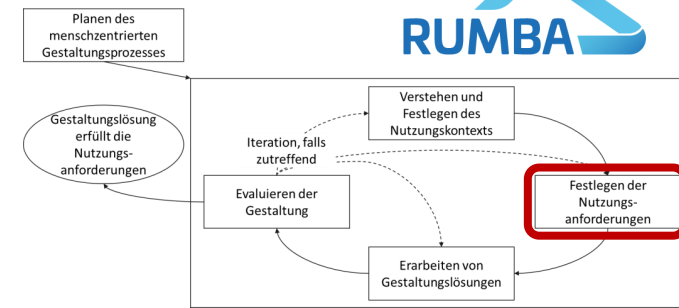 Planen des
menschzentrierten
Gestaltungsprozesses
RUMBA
Gestaltungslösung
erfüllt die
Nutzungs-
anforderungen
Verstehen und
Festlegen des
Nutzungskontexts
Iteration, falls
zutreffend
Evaluieren der
Gestaltung
Festlegen der
Nutzungs-
anforderungen
Erarbeiten von
Gestaltungslösungen